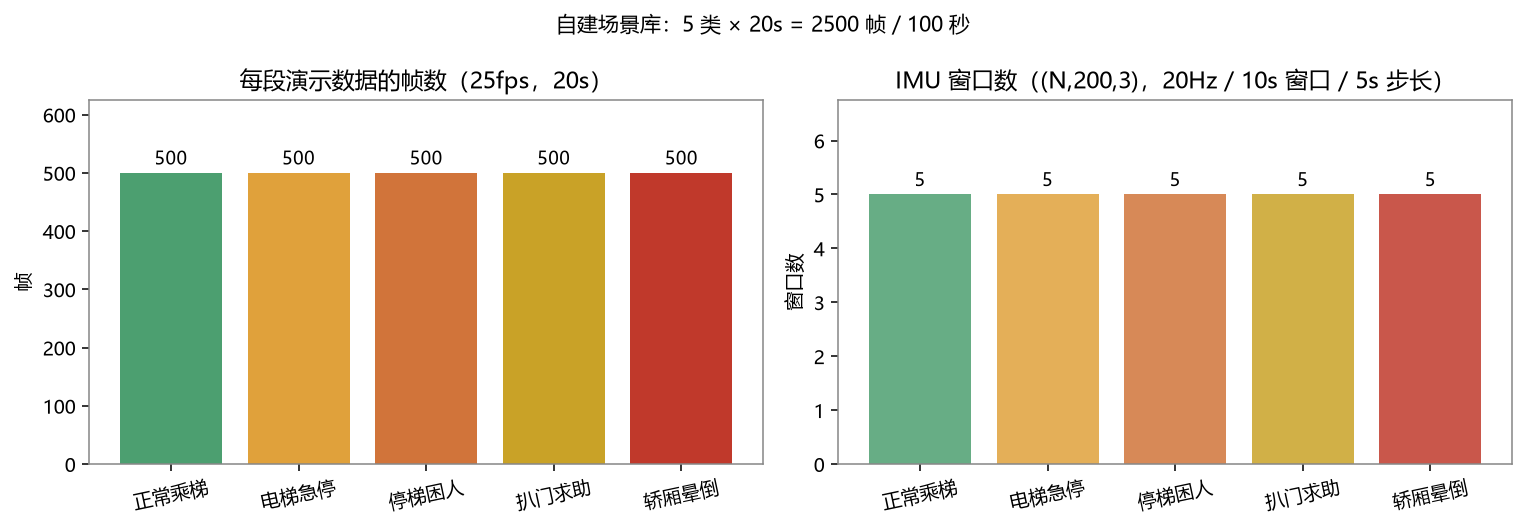 自建场景库：5 类 × 20s = 2500 帧 / 100 秒
每段演示数据的帧数（25fps，20s）
帧
600
500
400
300
200
100
0
500
500
500
500
500
正常乘梯
电梯急停
停梯困人
扒门求助
轿厢晕倒
IMU 窗口数（(N,200,3)，20Hz / 10s 窗口 / 5s 步长）
窗口数
6
5
4
3
2
1
0
5
5
5
5
5
正常乘梯
电梯急停
停梯困人
扒门求助
轿厢晕倒